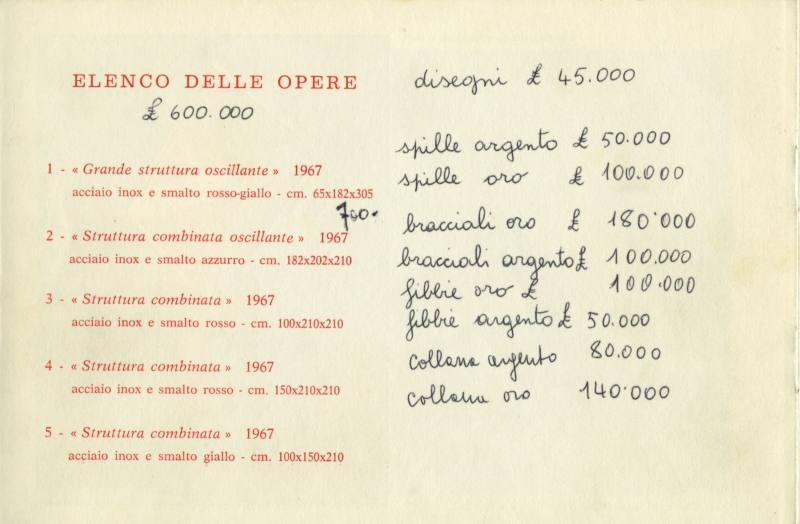 ELENCO DELLE OPERE
£ 600.000
1 - « Grande struttura oscillante » 1967
acciaio inox e smalto rosso-giallo - cm. 65x182x305
700.
2 - « Struttura combinata oscillante » 1967
acciaio inox e smalto azzurro - cm. 182x202x210
3 - « Struttura combinata » 1967
acciaio inox e smalto rosso - cm. 100x210x210
4 - « Struttura combinata » 1967
acciaio inox e smalto rosso - cm. 150x210x210
5 - « Struttura combinata » 1967
acciaio inox e smalto giallo - cm. 100x150x210
disegni £ 45.000
spille argento £ 50.000
spille oro £ 100.000
bracciali oro £ 180.000
bracciali argento £ 100.000
fibbie oro £ 100.000
fibbie argento £ 50.000
collana argento 80.000
collana oro 140.000